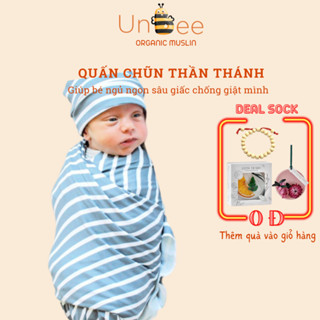 UnBee
ORGANIC MUSLIN
QUẤN CHŨN THẦN THÁNH
Giúp bé ngủ ngon sâu giấc chống giật mình
DEAL SOCK
0 Đ
Thêm quà vào giỏ hàng